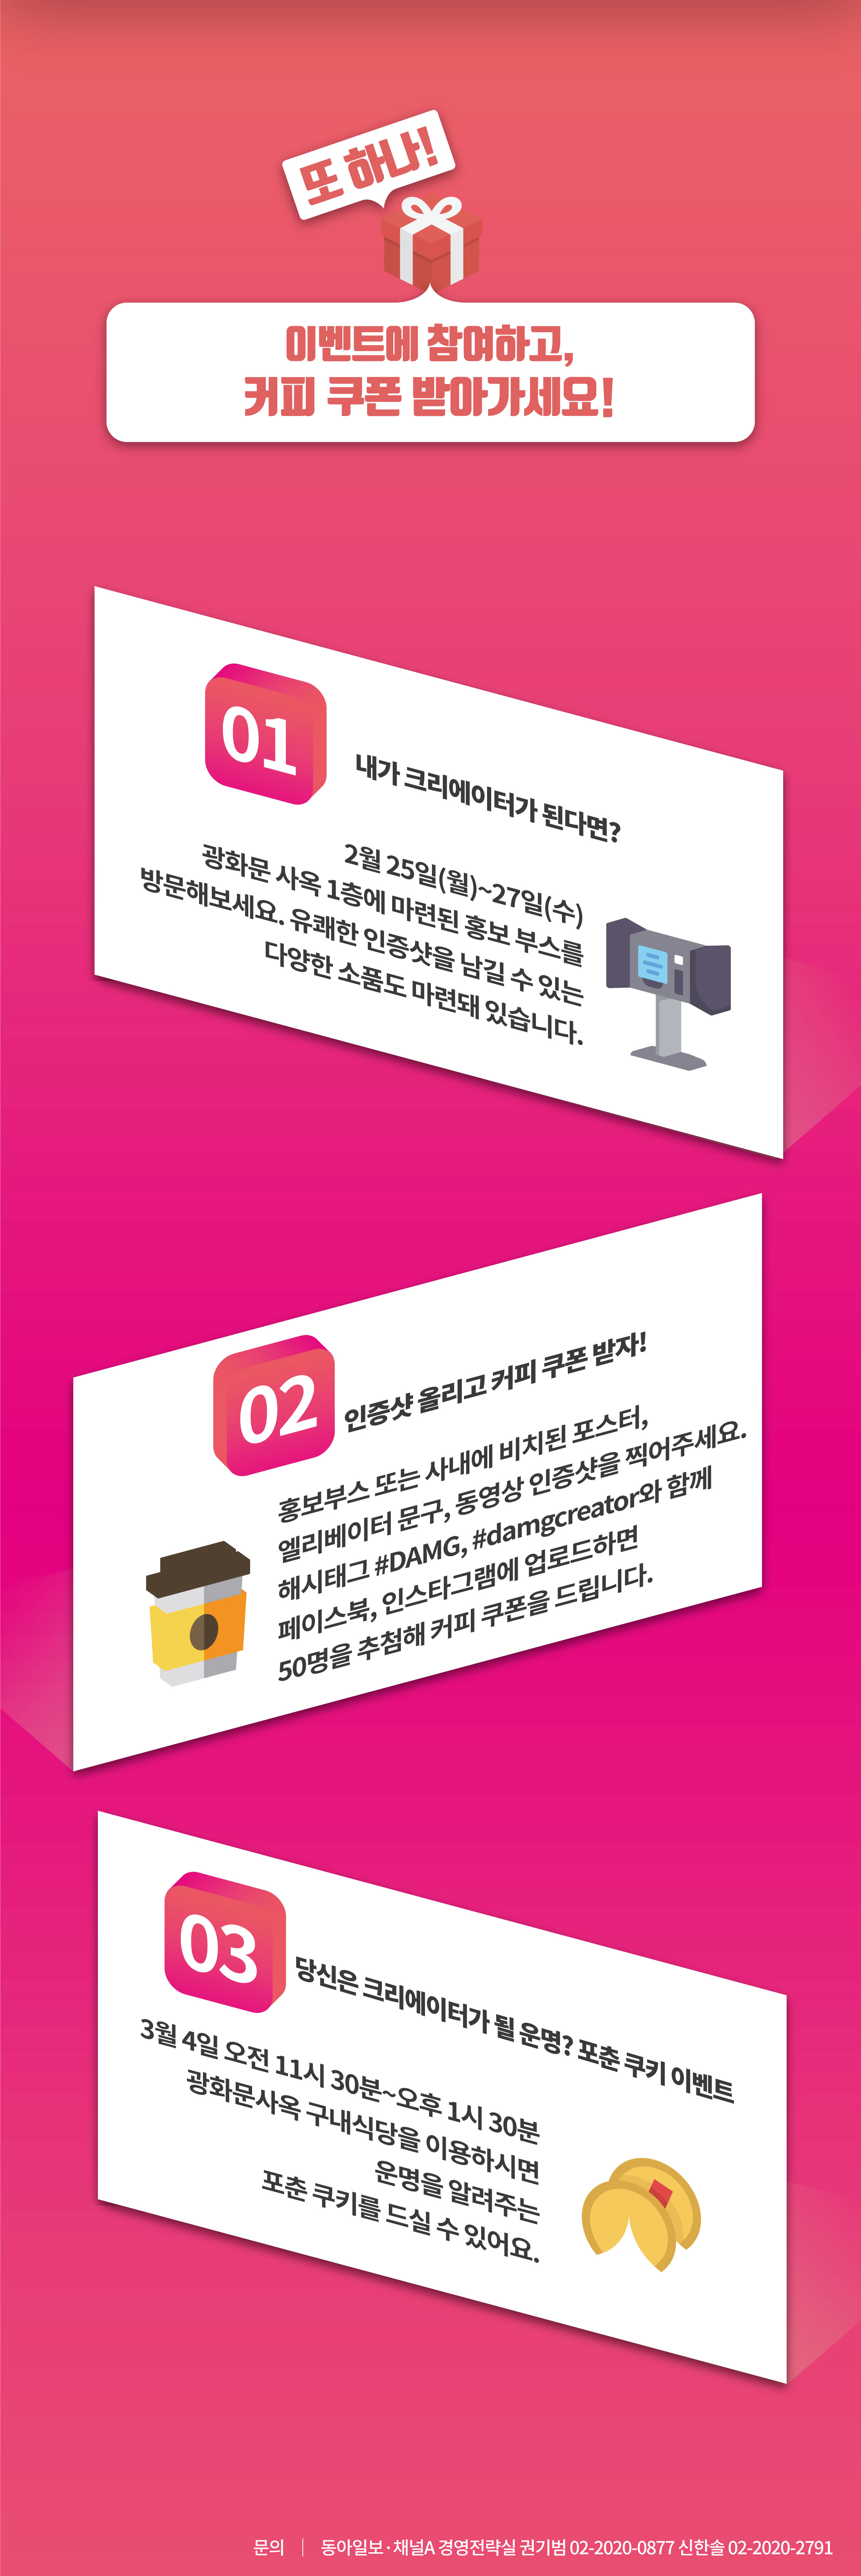 또 하나!
이벤트에 참여하고,
커피 쿠폰 받아가세요!
01
내가 크리에이터가 된다면?
2월 25일(월)~27일(수)
광화문 사옥 1층에 마련된 홍보 부스를
방문해보세요. 유쾌한 인증샷을 남길 수 있는
다양한 소품도 마련돼 있습니다.
02
인증샷 올리고 커피 쿠폰 받자!
홍보부스 또는 사내에 비치된 포스터,
엘리베이터 문구, 동영상 인증샷을 찍어주세요.
해시태그 #DAMG, #damgcreator와 함께
페이스북, 인스타그램에 업로드하면
50명을 추첨해 커피 쿠폰을 드립니다.
03
당신은 크리에이터가 될 운명? 포춘 쿠키 이벤트
3월 4일 오전 11시 30분~오후 1시 30분
광화문사옥 구내식당을 이용하시면
운명을 알려주는
포춘 쿠키를 드실 수 있어요.
문의 | 동아일보·채널A 경영전략실 권기범 02-2020-0877 신한솔 02-2020-2791